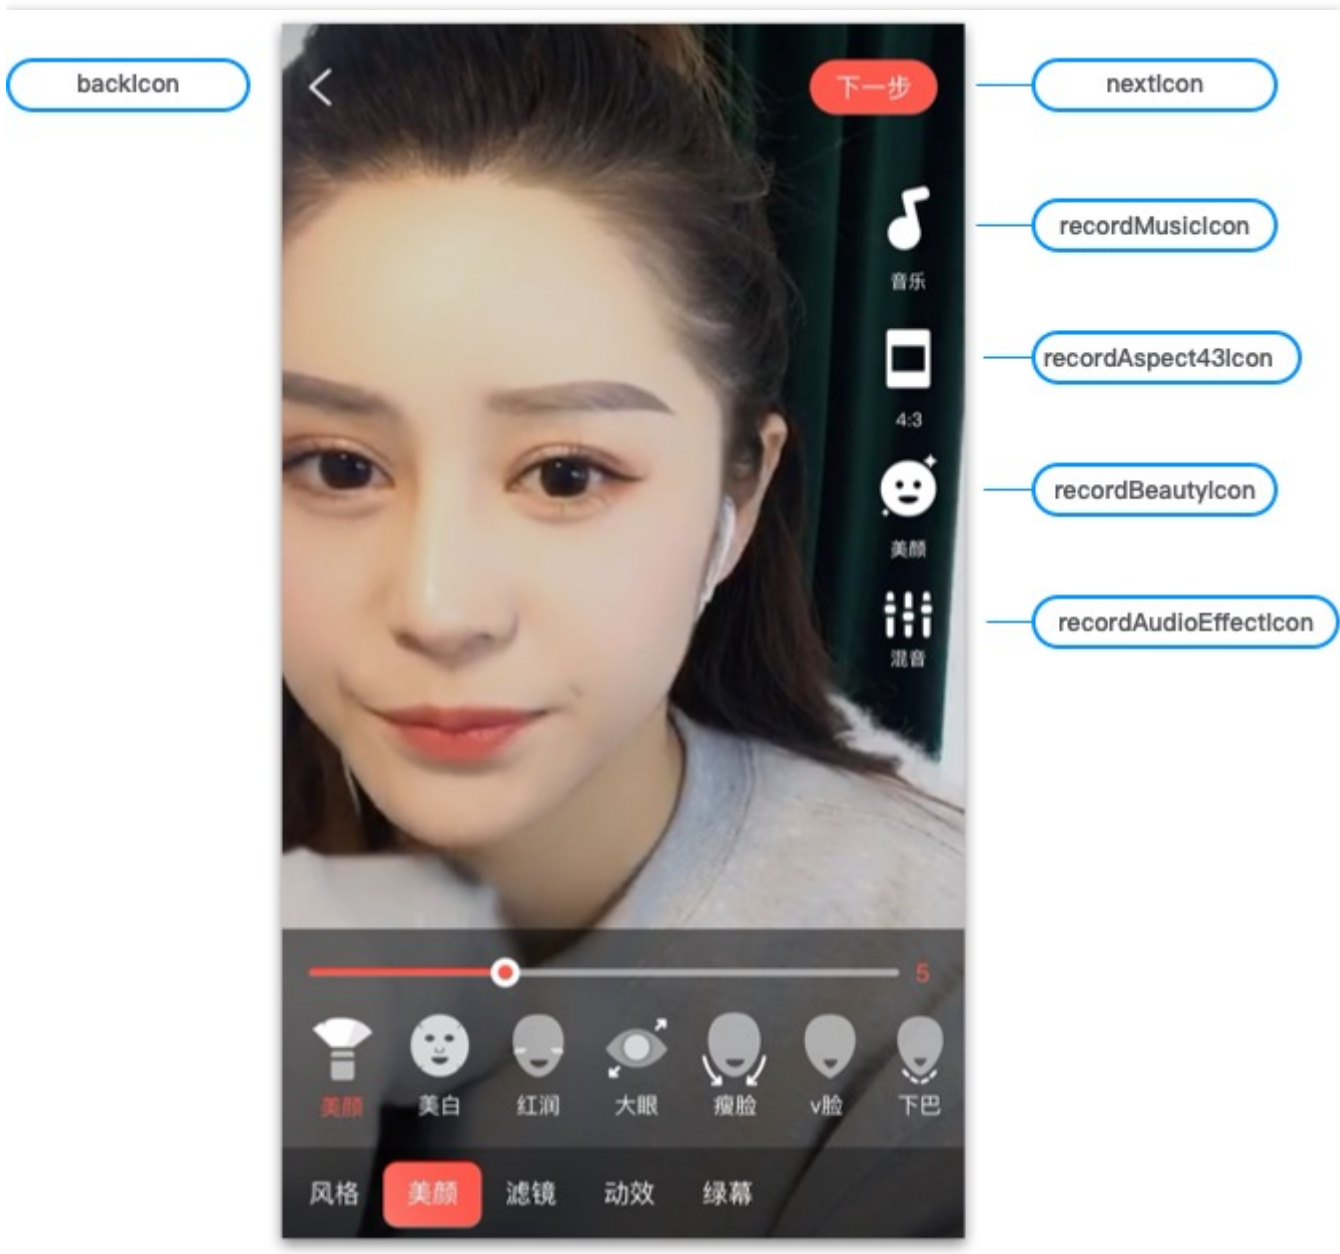 backIcon
下一步
nextIcon
recordMusicIcon
音乐
recordAspect43Icon
4:3
recordBeautyIcon
美颜
recordAudioEffectIcon
混音
5
美颜 美白 红润 大眼 瘦脸 v脸 下巴
风格 美颜 滤镜 动效 绿幕